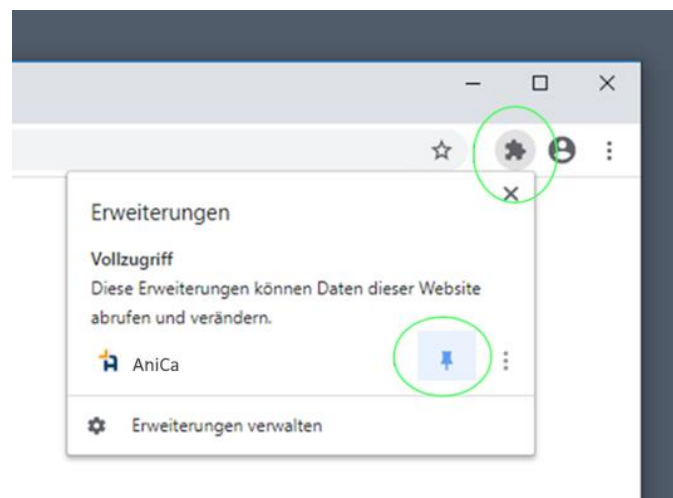 Erweiterungen
Vollzugriff
Diese Erweiterungen können Daten dieser Website
abrufen und verändern.
AniCa
Erweiterungen verwalten